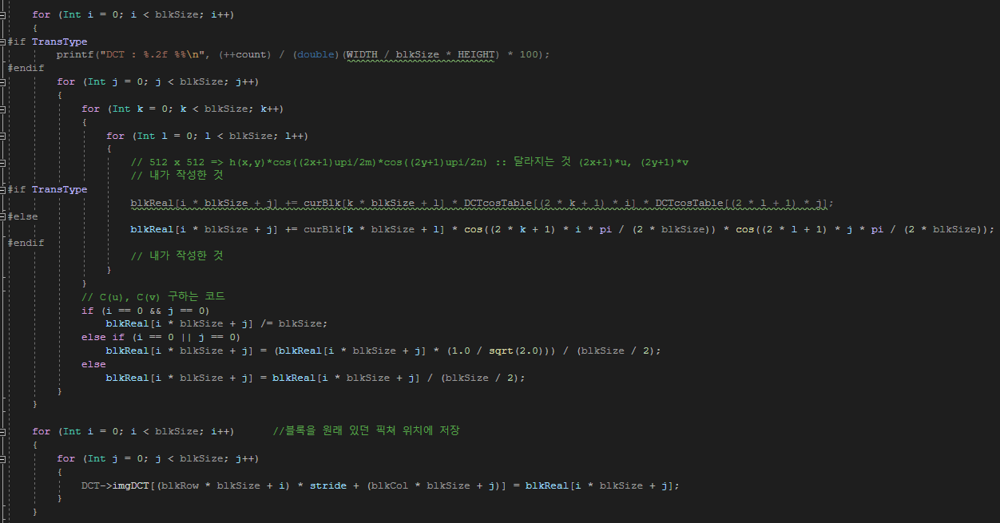 for (Int i = 0; i < blkSize; i++)
{
#if TransType
printf("DCT : %.2f %%\n", (++count) / (double)(WIDTH / blkSize * HEIGHT) * 100);
#endif
for (Int j = 0; j < blkSize; j++)
{
for (Int k = 0; k < blkSize; k++)
{
for (Int l = 0; l < blkSize; l++)
{
// 512 x 512 => h(x,y)*cos((2x+1)upi/2m)*cos((2y+1)upi/2n) :: 달라지는 것 (2x+1)*u, (2y+1)*v
// 내가 작성한 것
#if TransType
blkReal[i * blkSize + j] += curBlk[k * blkSize + l] * DCTcosTable[(2 * k + 1) * i] * DCTcosTable[(2 * l + 1) * j];
#else
blkReal[i * blkSize + j] += curBlk[k * blkSize + l] * cos((2 * k + 1) * i * pi / (2 * blkSize)) * cos((2 * l + 1) * j * pi / (2 * blkSize));
#endif
// 내가 작성한 것
}
}
// C(u), C(v) 구하는 코드
if (i == 0 && j == 0)
blkReal[i * blkSize + j] /= blkSize;
else if (i == 0 || j == 0)
blkReal[i * blkSize + j] = (blkReal[i * blkSize + j] * (1.0 / sqrt(2.0))) / (blkSize / 2);
else
blkReal[i * blkSize + j] = blkReal[i * blkSize + j] / (blkSize / 2);
}
}
for (Int i = 0; i < blkSize; i++) //블록을 원래 있던 픽쳐 위치에 저장
{
for (Int j = 0; j < blkSize; j++)
{
DCT->imgDCT[(blkRow * blkSize + i) * stride + (blkCol * blkSize + j)] = blkReal[i * blkSize + j];
}
}